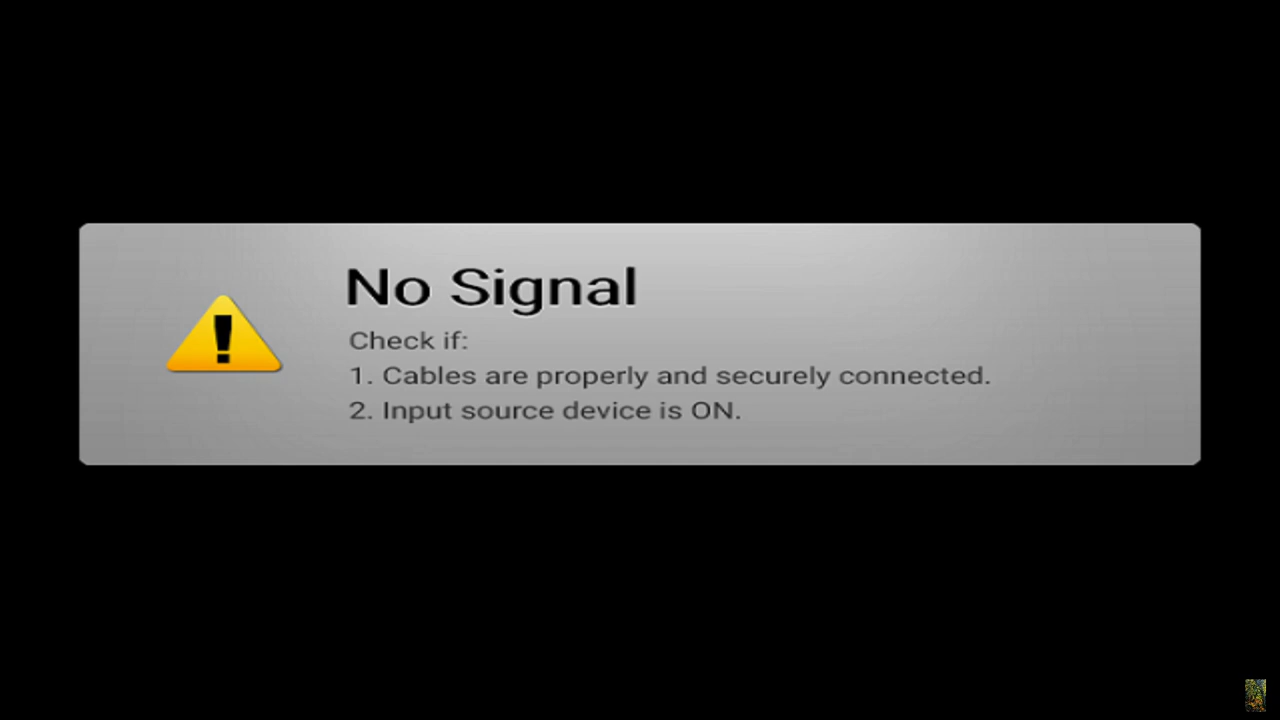 No Signal
Check if:
1. Cables are properly and securely connected.
2. Input source device is ON.